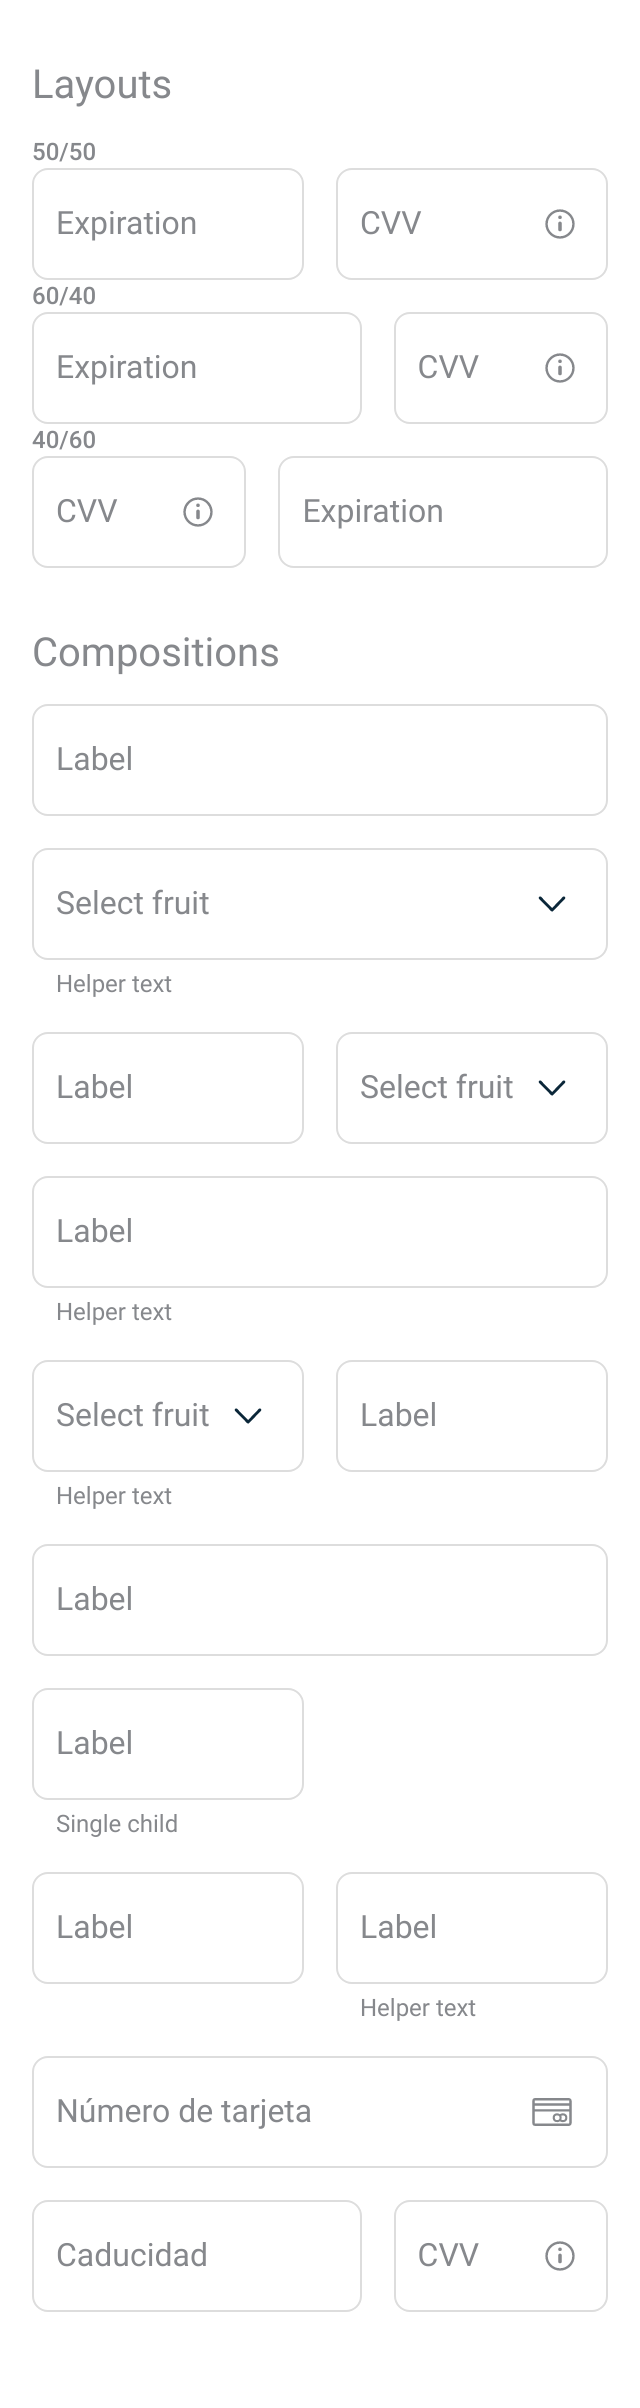 Layouts
50/50
Expiration CVV
60/40
Expiration CVV
40/60
CVV Expiration
Compositions
Label
Select fruit
Helper text
Label Select fruit
Label
Helper text
Select fruit Label
Helper text
Label
Label
Single child
Label Label
Helper text
Número de tarjeta
Caducidad CVV